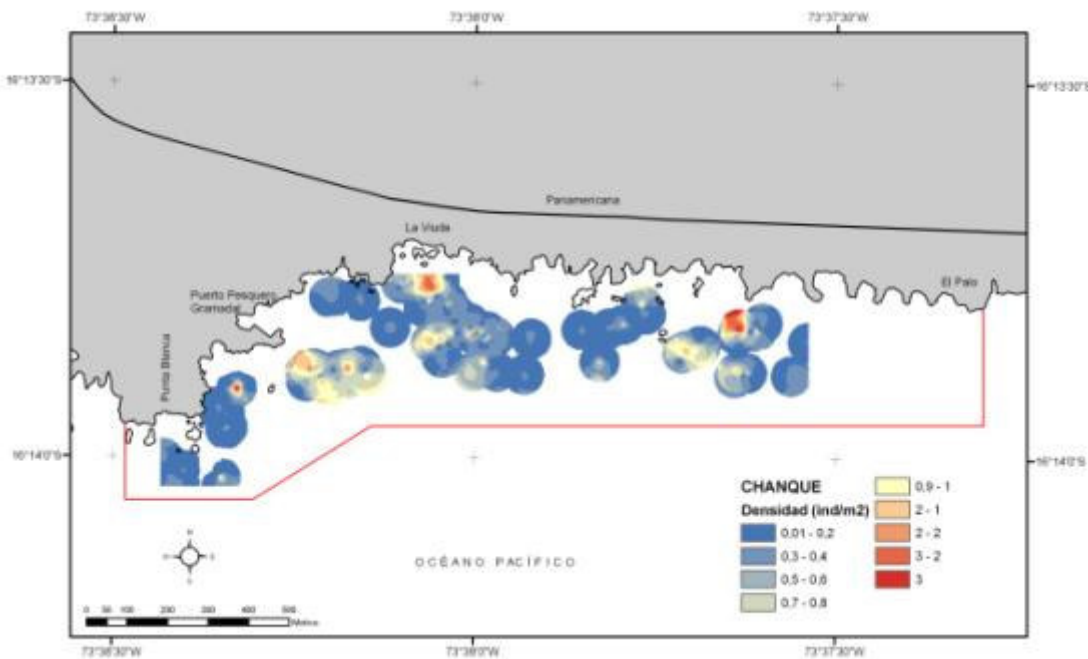 73°38'30"W 73°38'0"W 73°37'30"W
16°13'30"S 16°13'30"S
Panamericana
La Viuda
El Palo
Puerto Pesquero
Gramadal
Punta Blanca
16°14'0"S 16°14'0"S
CHANQUE
Densidad (ind/m2)
0,01 - 0,2
0,3 - 0,4
0,5 - 0,6
0,7 - 0,8
0,9 - 1
2 - 1
2 - 2
3 - 2
3
OCÉANO PACÍFICO
0 50 100 200 300 400 500
Metros
73°38'30"W 73°38'0"W 73°37'30"W